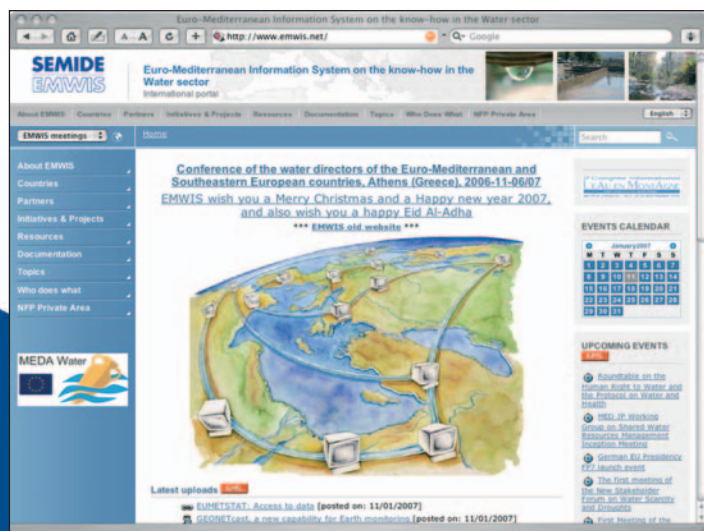 Euro-Mediterranean Information System on the know-how in the Water sector
A A
http://www.emwis.net/
Q- Google
SEMIDE
EMWIS
Euro-Mediterranean Information System on the know-how in the
Water sector
International portal
About EMWIS Countries Partners Initiatives & Projects Resources Documentation Topics Who Does What NFP Private Area
English
EMWIS meetings
Home
Search
About EMWIS
Countries
Partners
Initiatives & Projects
Resources
Documentation
Topics
Who does what
NFP Private Area
MEDA Water
Conference of the water directors of the Euro-Mediterranean and
Southeastern European countries, Athens (Greece), 2006-11-06/07
EMWIS wish you a Merry Christmas and a Happy new year 2007,
and also wish you a happy Eid Al-Adha
*** EMWIS old website ***
Latest uploads
EUMETSTAT: Access to data [posted on: 11/01/2007]
GEONETcast, a new capability for Earth monitoring [posted on: 11/01/2007]
EVENTS CALENDAR
January2007
M T W T F S S
1 2 3 4 5 6 7
8 9 10 11 12 13 14
15 16 17 18 19 20 21
22 23 24 25 26 27 28
29 30 31
UPCOMING EVENTS
Roundtable on the
Human Right to Water and
the Protocol on Water and
Health
MED JP Working
Group on Shared Water
Resources Management
Inception Meeting
German EU Presidency
FP7 launch event
The first meeting of
the New Stakeholder
Forum on Water Scarcity
and Droughts
First Meeting of the